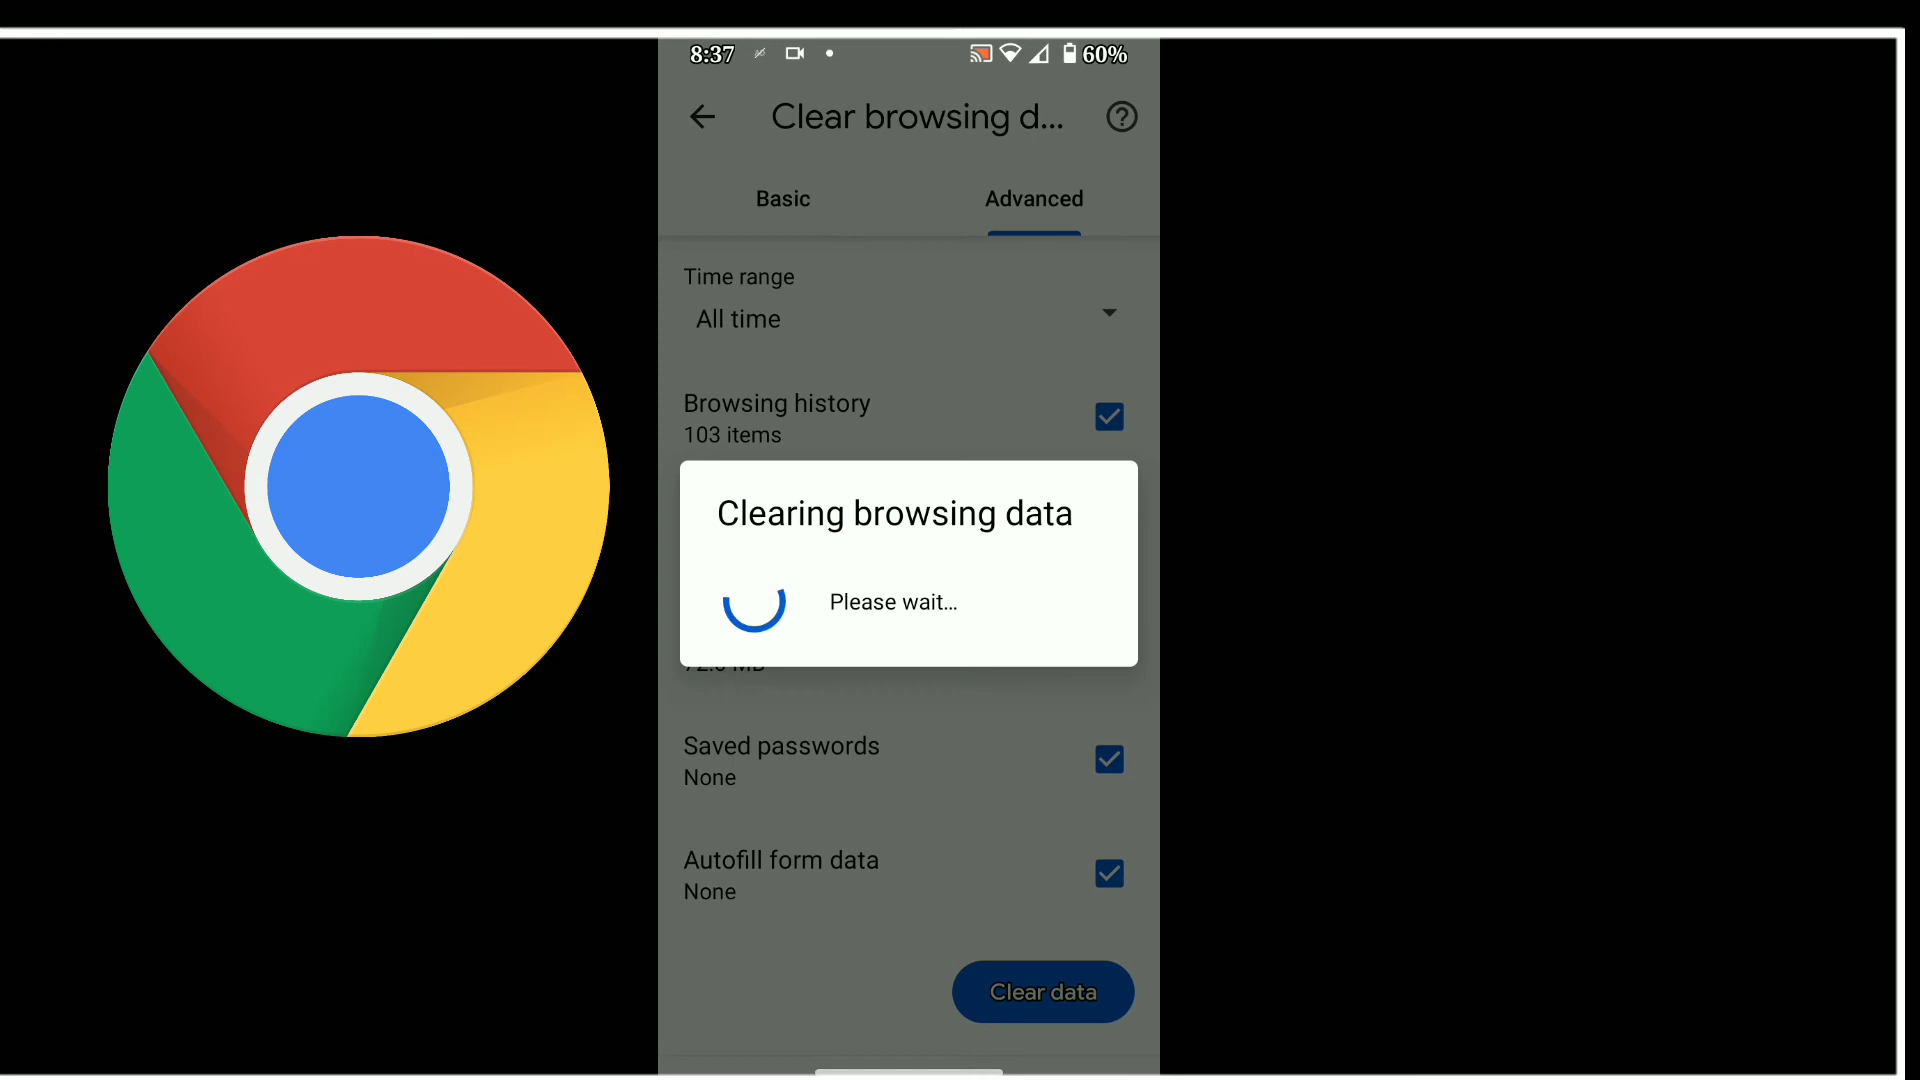 8:37
60%
Clear browsing d...
Basic
Advanced
Time range
All time
Browsing history
103 items
Clearing browsing data
Please wait...
Saved passwords
None
Autofill form data
None
Clear data